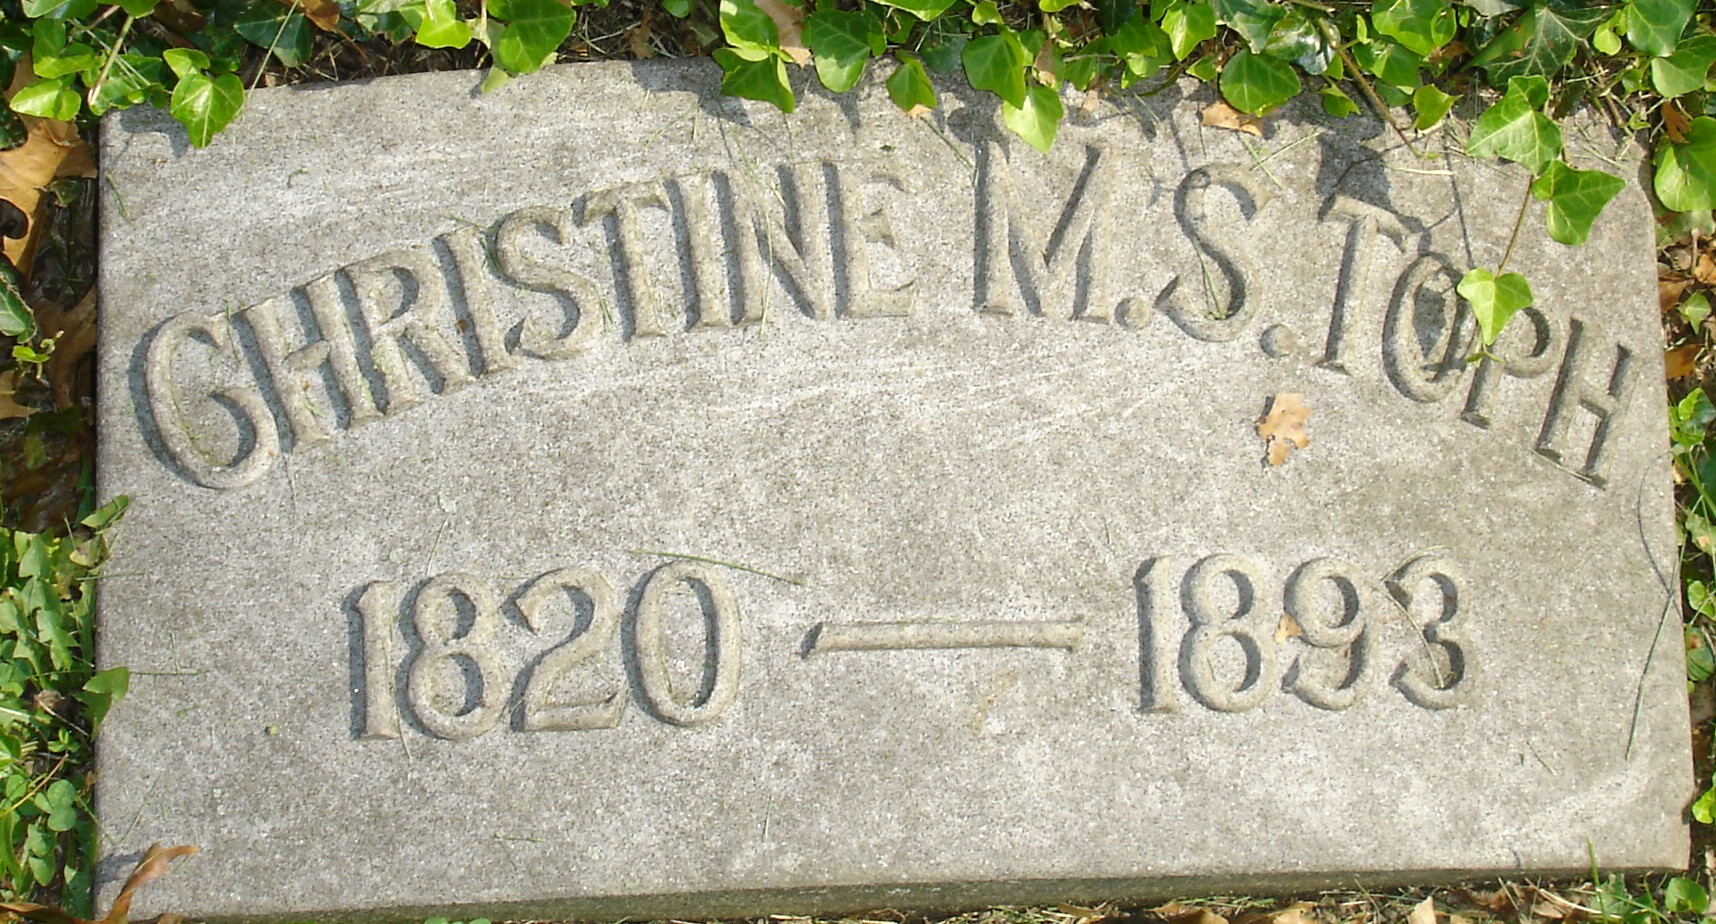 CHRISTINE M. S. TOPH
1820 — 1893